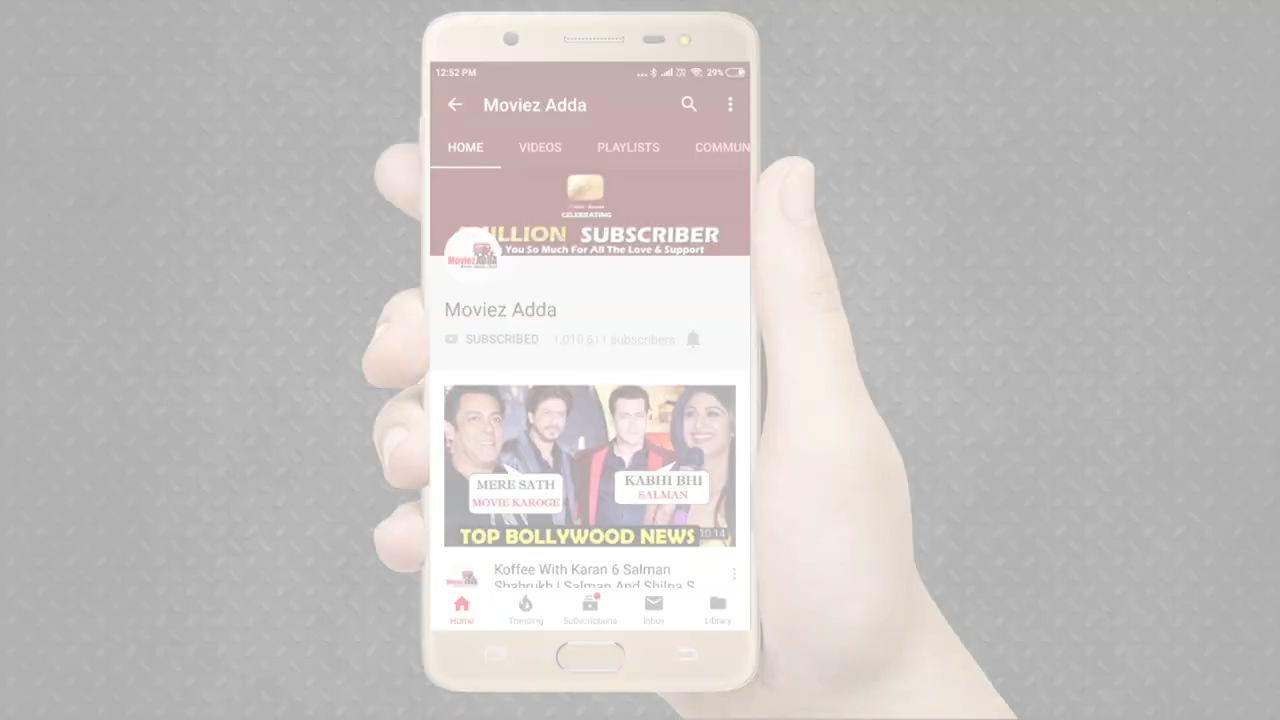 12:52 PM
29%
Moviez Adda
HOME VIDEOS PLAYLISTS COMMUN
CELEBRATING
MILLION SUBSCRIBER
You So Much For All The Love & Support
Moviez Adda
Moviez Adda
SUBSCRIBED 1,010,611 subscribers
MERE SATH
MOVIE KAROGE
KABHI BHI
SALMAN
TOP BOLLYWOOD NEWS
10:14
Koffee With Karan 6 Salman
Shahrukh | Salman And Shilpa S
Home Trending Subscriptions Inbox Library